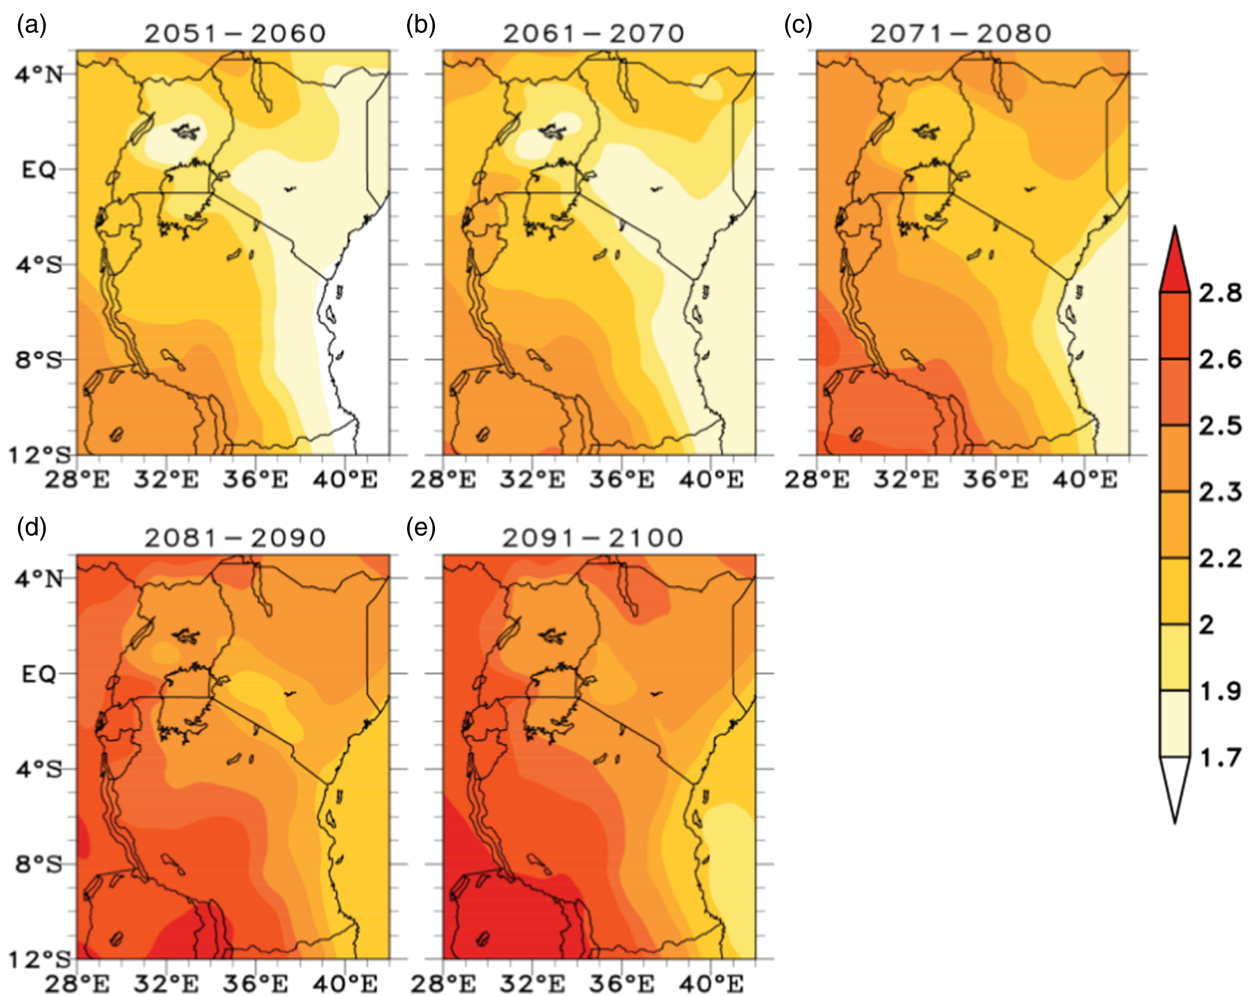 (a) 2051−2060 (b) 2061−2070 (c) 2071−2080
4°N
EQ
4°S
8°S
12°S
28°E 32°E 36°E 40°E 28°E 32°E 36°E 40°E 28°E 32°E 36°E 40°E
2.8
2.6
2.5
2.3
2.2
2
1.9
1.7
(d) 2081−2090 (e) 2091−2100
4°N
EQ
4°S
8°S
12°S
28°E 32°E 36°E 40°E 28°E 32°E 36°E 40°E